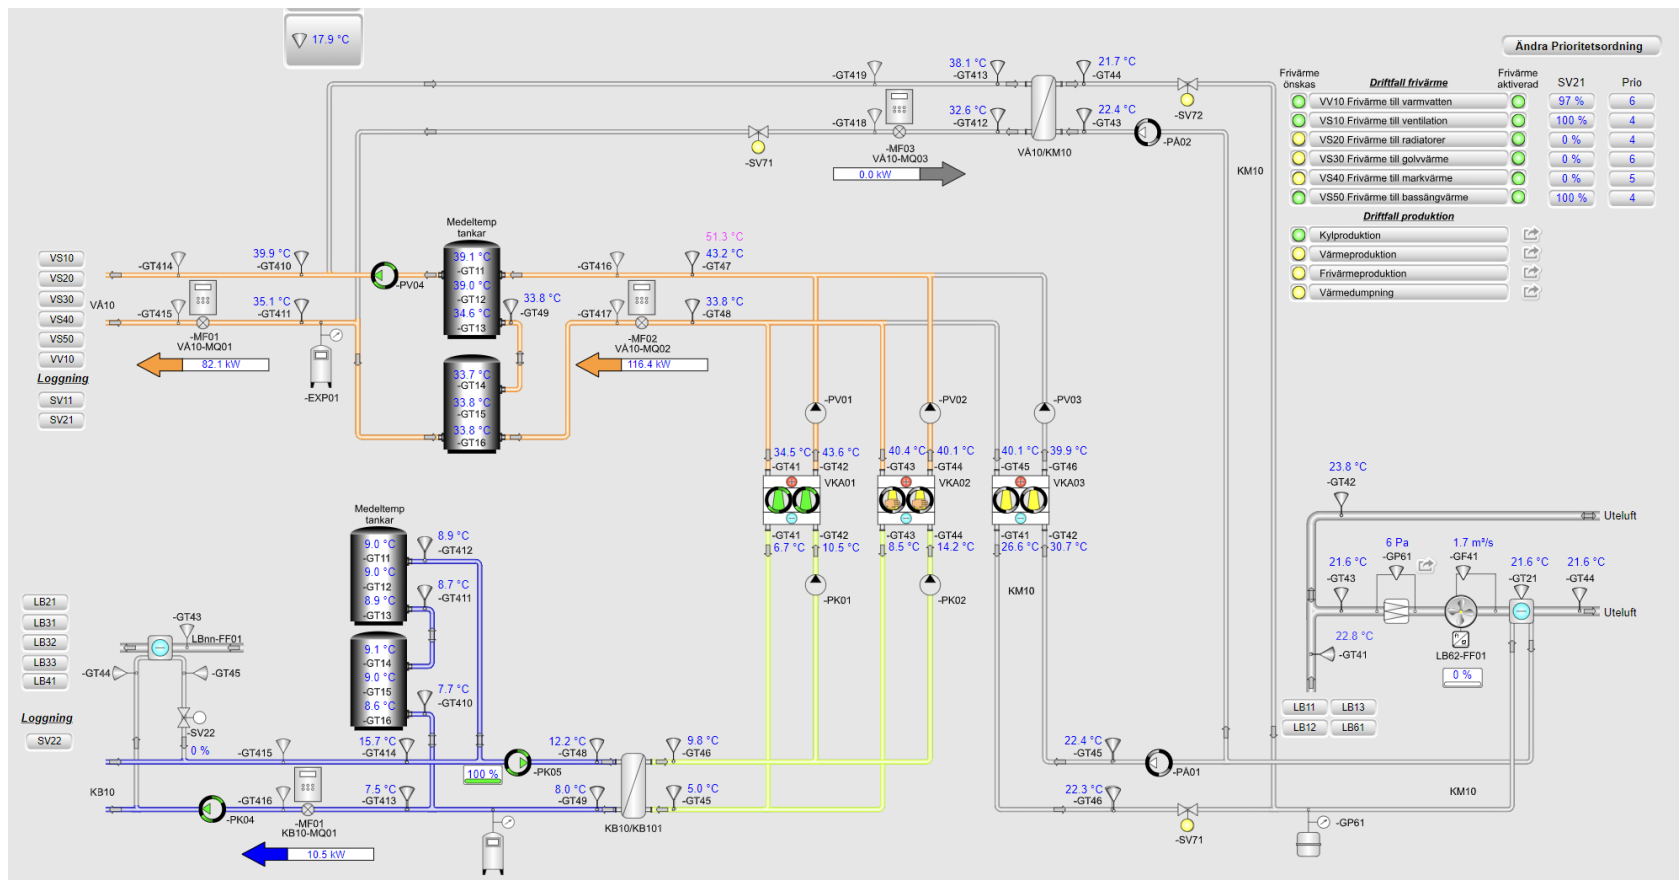 17.9 °C
Ändra Prioritetsordning
Frivärme önskas
Driftfall frivärme
Frivärme aktiverad
SV21
Prio
VV10 Frivärme till varmvatten
97 %
6
VS10 Frivärme till ventilation
100 %
4
VS20 Frivärme till radiatorer
0 %
4
VS30 Frivärme till golvvärme
0 %
6
VS40 Frivärme till markvärme
0 %
5
VS50 Frivärme till bassängvärme
100 %
4
Driftfall produktion
Kylproduktion
Värmeproduktion
Frivärmeproduktion
Värmedumpning
-GT419
38.1 °C
-GT413
21.7 °C
-GT44
-SV72
-GT418
32.6 °C
-GT412
22.4 °C
-GT43
-PÅ02
-SV71
-MF03
VÅ10-MQ03
VÅ10/KM10
0.0 kW
KM10
VS10
VS20
VS30
VS40
VS50
VV10
Loggning
SV11
SV21
VÅ10
-GT414
39.9 °C
-GT410
-PV04
-GT415
35.1 °C
-GT411
-MF01
VÅ10-MQ01
82.1 kW
-EXP01
Medeltemp
tankar
39.1 °C
-GT11
39.0 °C
-GT12
34.6 °C
-GT13
33.8 °C
-GT49
33.7 °C
-GT14
33.8 °C
-GT15
33.8 °C
-GT16
-GT416
51.3 °C
43.2 °C
-GT47
-GT417
33.8 °C
-GT48
-MF02
VÅ10-MQ02
116.4 kW
-PV01
-PV02
-PV03
34.5 °C
43.6 °C
-GT41
-GT42
VKA01
40.4 °C
40.1 °C
-GT43
-GT44
VKA02
40.1 °C
39.9 °C
-GT45
-GT46
VKA03
-GT41
-GT42
6.7 °C
10.5 °C
-GT43
-GT44
8.5 °C
14.2 °C
-GT41
-GT42
26.6 °C
30.7 °C
-PK01
-PK02
KM10
Medeltemp
tankar
9.0 °C
-GT11
9.0 °C
-GT12
8.9 °C
-GT13
8.9 °C
-GT412
8.7 °C
-GT411
9.1 °C
-GT14
9.0 °C
-GT15
8.6 °C
-GT16
7.7 °C
-GT410
LB21
LB31
LB32
LB33
LB41
Loggning
SV22
-GT43
LBnn-FF01
-GT44
-GT45
-SV22
0 %
KB10
-GT415
15.7 °C
-GT414
100 %
-PK05
12.2 °C
-GT48
9.8 °C
-GT46
-PK04
-GT416
7.5 °C
-GT413
8.0 °C
-GT49
5.0 °C
-GT45
-MF01
KB10-MQ01
KB10/KB101
10.5 kW
22.4 °C
-GT45
-PÅ01
22.3 °C
-GT46
-SV71
-GP61
KM10
23.8 °C
-GT42
Uteluft
6 Pa
-GP61
1.7 m³/s
-GF41
21.6 °C
-GT43
21.6 °C
-GT21
21.6 °C
-GT44
Uteluft
22.8 °C
-GT41
LB62-FF01
0 %
LB11
LB13
LB12
LB61